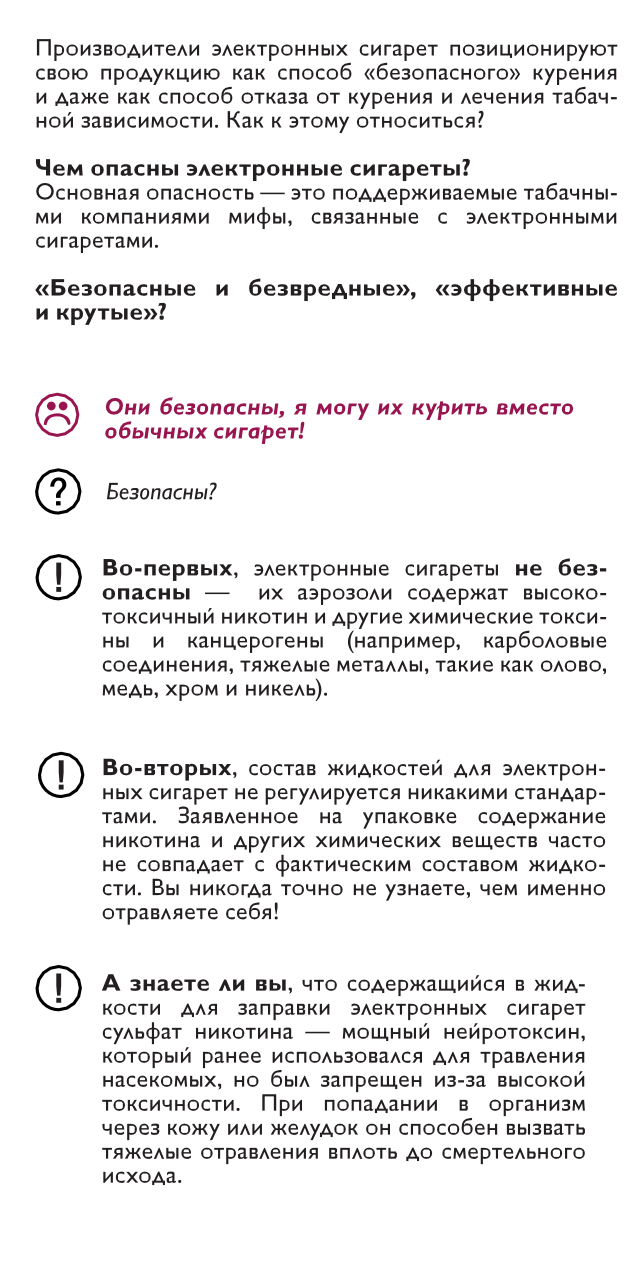 Производители электронных сигарет позиционируют
свою продукцию как способ «безопасного» курения
и даже как способ отказа от курения и лечения табач-
ной зависимости. Как к этому относиться?
Чем опасны электронные сигареты?
Основная опасность — это поддерживаемые табачны-
ми компаниями мифы, связанные с электронными
сигаретами.
«Безопасные и безвредные», «эффективные
и крутые»?
Они безопасны, я могу их курить вместо
обычных сигарет!
?
Безопасны?
!
Во-первых, электронные сигареты не без-
опасны — их аэрозоли содержат высоко-
токсичный никотин и другие химические токси-
ны и канцерогены (например, карболовые
соединения, тяжелые металлы, такие как олово,
медь, хром и никель).
!
Во-вторых, состав жидкостей для электрон-
ных сигарет не регулируется никакими стандар-
тами. Заявленное на упаковке содержание
никотина и других химических веществ часто
не совпадает с фактическим составом жидко-
сти. Вы никогда точно не узнаете, чем именно
отравляете себя!
!
А знаете ли вы, что содержащийся в жид-
кости для заправки электронных сигарет
сульфат никотина — мощный нейротоксин,
который ранее использовался для травления
насекомых, но был запрещен из-за высокой
токсичности. При попадании в организм
через кожу или желудок он способен вызвать
тяжелые отравления вплоть до смертельного
исхода.